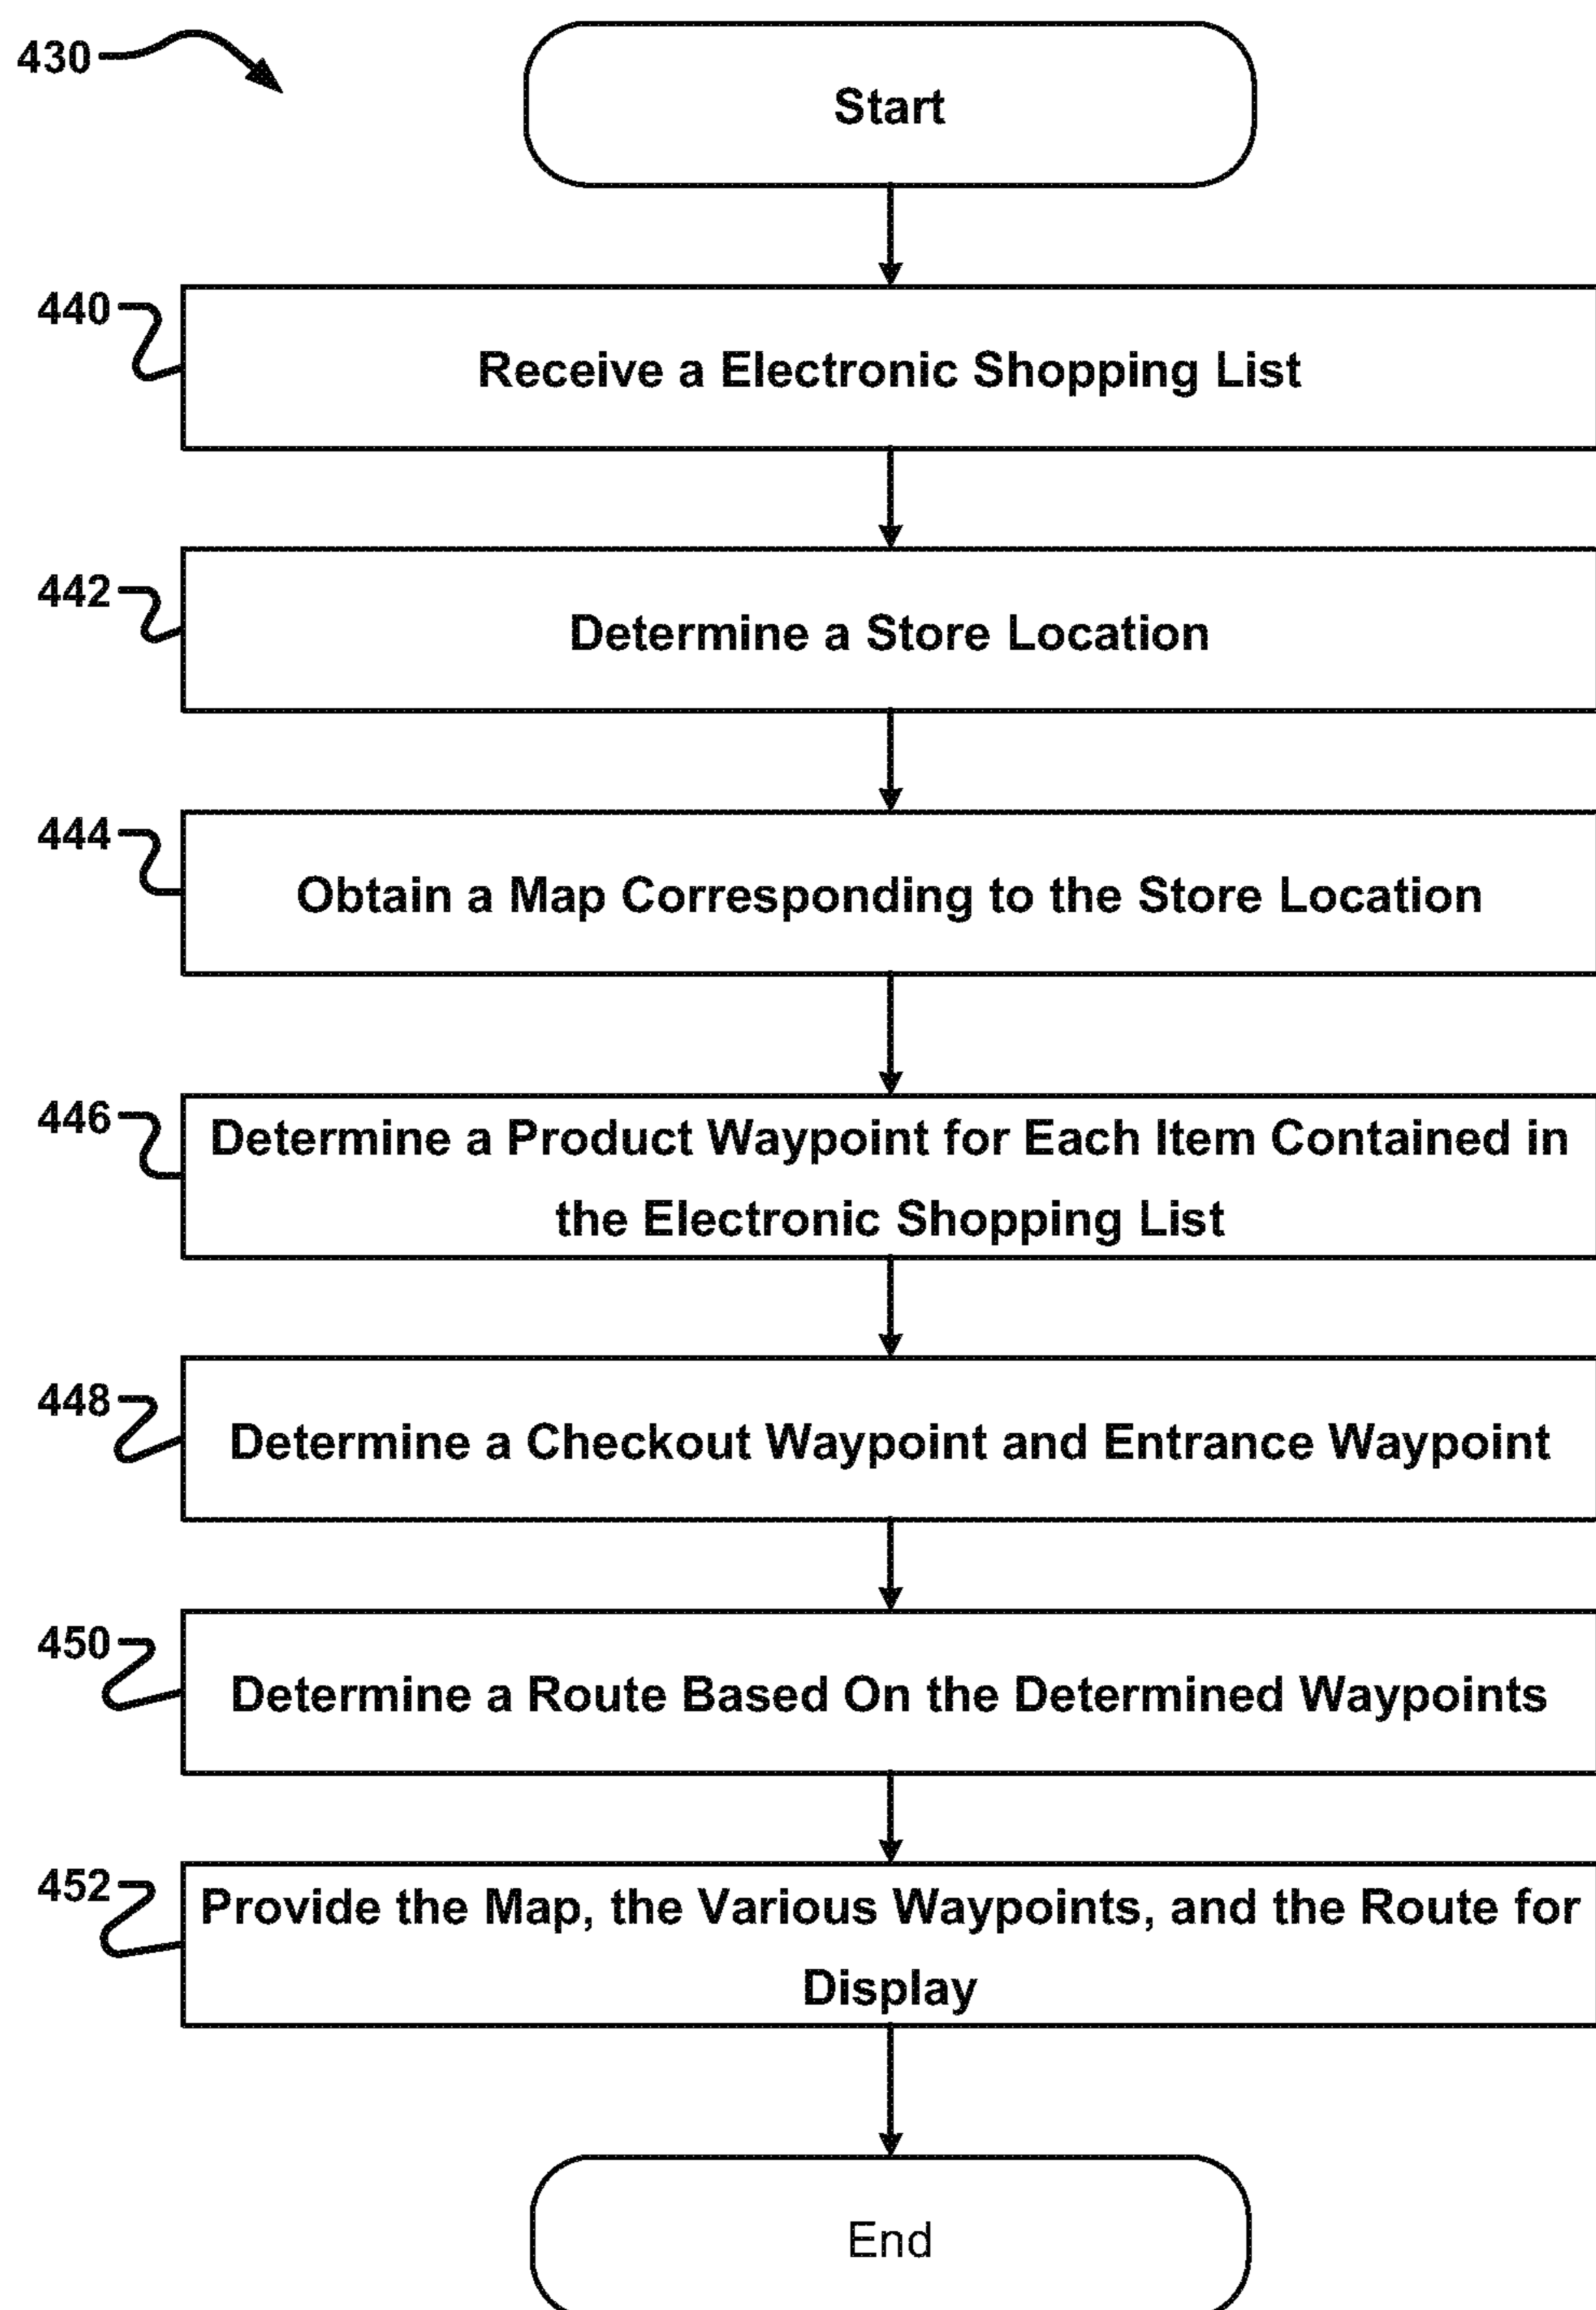 430
Start
440
Receive a Electronic Shopping List
442
Determine a Store Location
444
Obtain a Map Corresponding to the Store Location
446
Determine a Product Waypoint for Each Item Contained in
the Electronic Shopping List
448
Determine a Checkout Waypoint and Entrance Waypoint
450
Determine a Route Based On the Determined Waypoints
452
Provide the Map, the Various Waypoints, and the Route for
Display
End